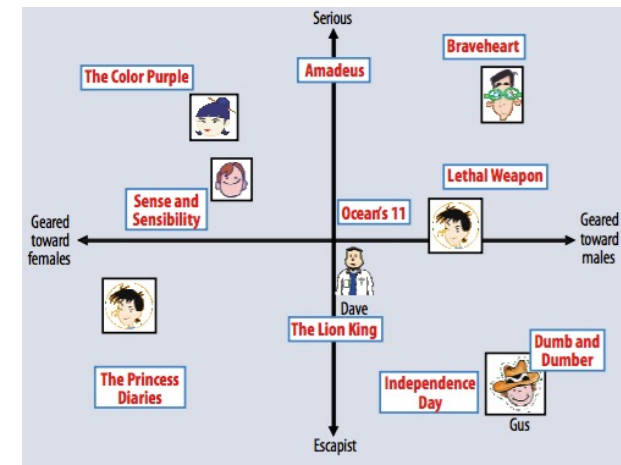 Serious
Braveheart
Amadeus
The Color Purple
Lethal Weapon
Sense and
Sensibility
Ocean's 11
Geared
toward
females
Geared
toward
males
Dave
The Lion King
Dumb and
Dumber
The Princess
Diaries
Independence
Day
Gus
Escapist